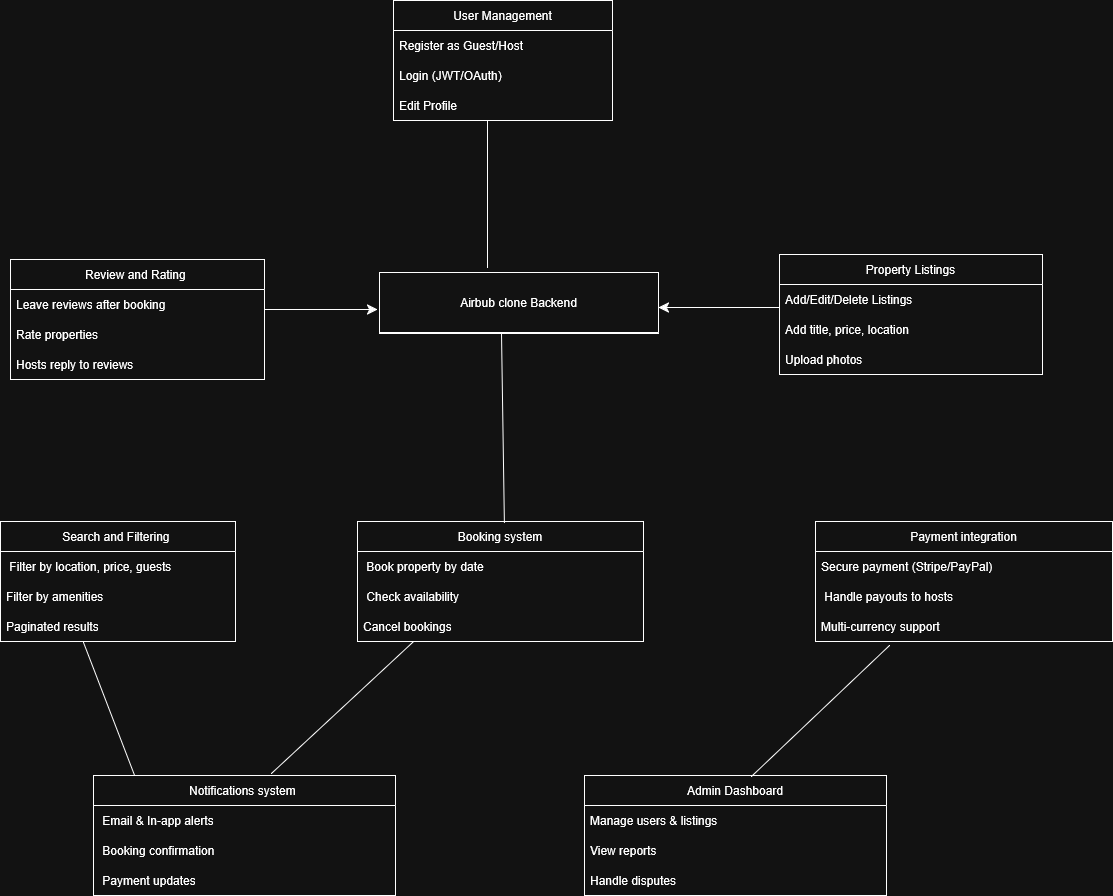 User Management
Register as Guest/Host
Login (JWT/OAuth)
Edit Profile
Review and Rating
Leave reviews after booking
Rate properties
Hosts reply to reviews
Airbub clone Backend
Property Listings
Add/Edit/Delete Listings
Add title, price, location
Upload photos
Search and Filtering
Filter by location, price, guests
Filter by amenities
Paginated results
Booking system
Book property by date
Check availability
Cancel bookings
Payment integration
Secure payment (Stripe/PayPal)
Handle payouts to hosts
Multi-currency support
Notifications system
Email & In-app alerts
Booking confirmation
Payment updates
Admin Dashboard
Manage users & listings
View reports
Handle disputes